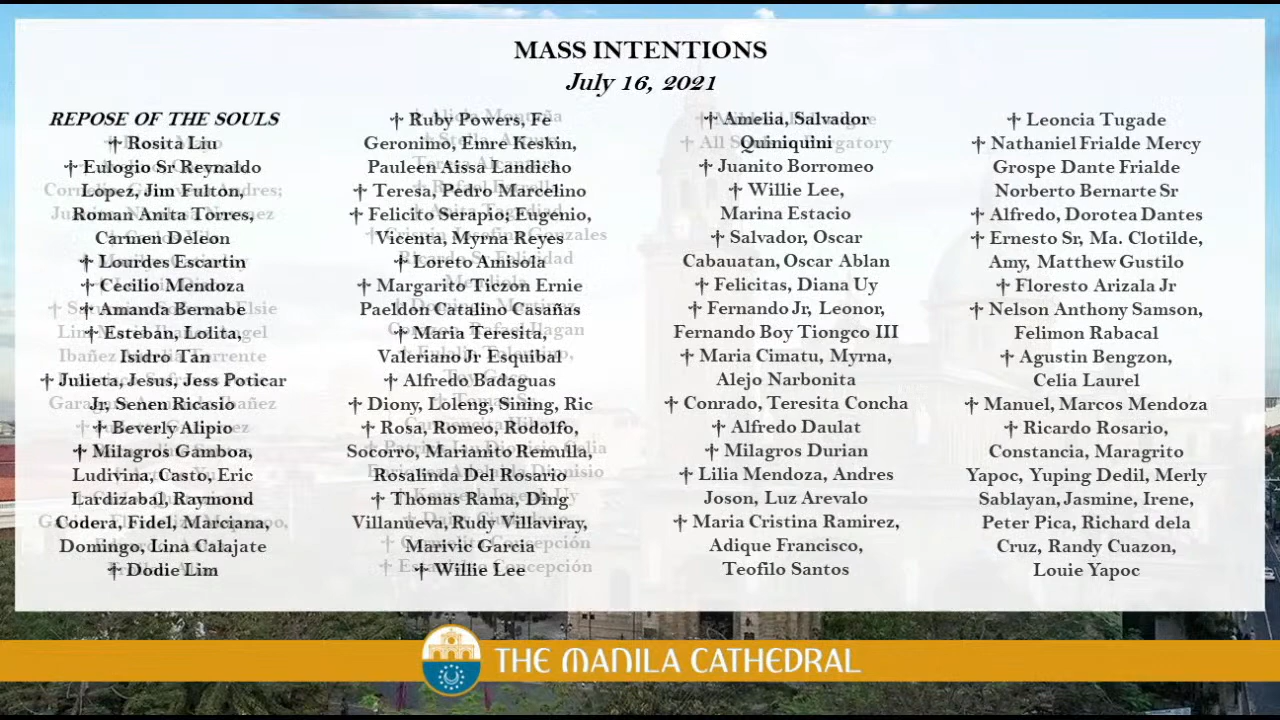 MASS INTENTIONS
July 16, 2021
REPOSE OF THE SOULS
✝ Rosita Liu
✝ Eulogio Sr Reynaldo
Lopez, Jim Fulton,
Roman Anita Torres,
Carmen Deleon
✝ Lourdes Escartin
✝ Cecilio Mendoza
✝ Amanda Bernabe
✝ Esteban, Lolita,
Isidro Tan
✝ Julieta, Jesus, Jess Poticar
Jr, Senen Ricasio
✝ Beverly Alipio
✝ Milagros Gamboa,
Ludivina, Casto, Eric
Lardizabal, Raymond
Codera, Fidel, Marciana,
Domingo, Lina Calajate
✝ Dodie Lim
✝ Ruby Powers, Fe
Geronimo, Emre Keskin,
Pauleen Aissa Landicho
✝ Teresa, Pedro Marcelino
✝ Felicito Serapio; Eugenio,
Vicenta, Myrna Reyes
✝ Loreto Amisola
✝ Margarito Ticzon Ernie
Paeldon Catalino Casañas
✝ Maria Teresita,
Valeriano Jr Esquibal
✝ Alfredo Badaguas
✝ Diony, Loleng, Sining, Ric
✝ Rosa, Romeo, Rodolfo,
Socorro, Marianito Remulla,
Rosalinda Del Rosario
✝ Thomas Rama, Ding
Villanueva, Rudy Villaviray,
Marivic Garcia
✝ Willie Lee
✝ Amelia, Salvador
Quiniquini
✝ Juanito Borromeo
✝ Willie Lee,
Marina Estacio
✝ Salvador, Oscar
Cabauatan, Oscar Ablan
✝ Felicitas, Diana Uy
✝ Fernando Jr, Leonor,
Fernando Boy Tiongco III
✝ Maria Cimatu, Myrna,
Alejo Narbonita
✝ Conrado, Teresita Concha
✝ Alfredo Daulat
✝ Milagros Durian
✝ Lilia Mendoza, Andres
Joson, Luz Arevalo
✝ Maria Cristina Ramirez,
Adique Francisco,
Teofilo Santos
✝ Leoncia Tugade
✝ Nathaniel Frialde Mercy
Grospe Dante Frialde
Norberto Bernarte Sr
✝ Alfredo, Dorotea Dantes
✝ Ernesto Sr, Ma. Clotilde,
Amy, Matthew Gustilo
✝ Floresto Arizala Jr
✝ Nelson Anthony Samson,
Felimon Rabacal
✝ Agustin Bengzon,
Celia Laurel
✝ Manuel, Marcos Mendoza
✝ Ricardo Rosario,
Constancia, Maragrito
Yapoc, Yuping Dedil, Merly
Sablayan, Jasmine, Irene,
Peter Pica, Richard dela
Cruz, Randy Cuazon,
Louie Yapoc
THE MANILA CATHEDRAL